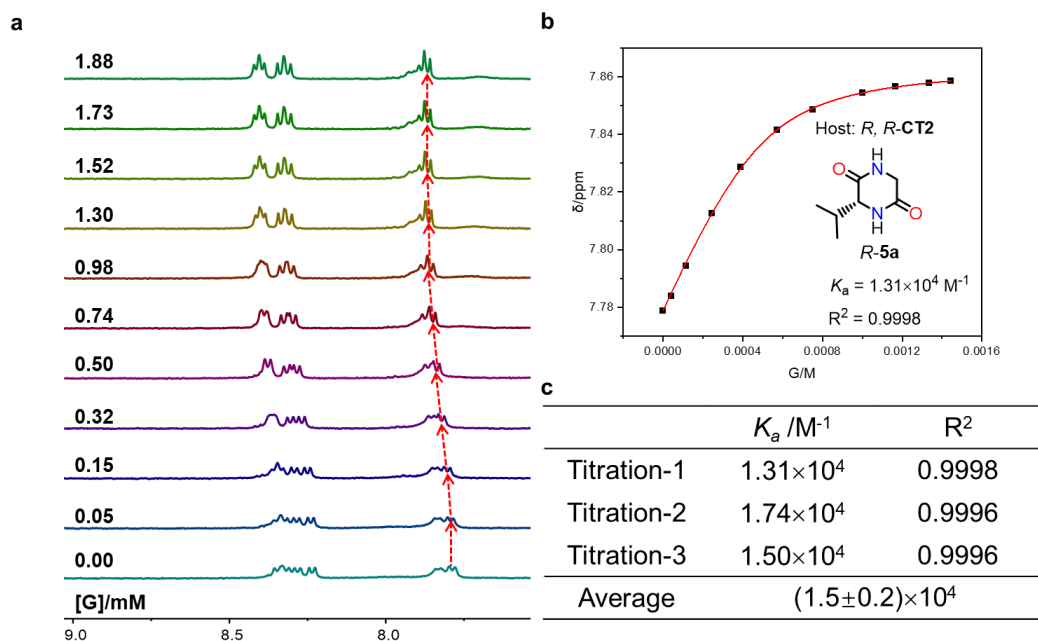 a
1.88
1.73
1.52
1.30
0.98
0.74
0.50
0.32
0.15
0.05
0.00
[G]/mM
9.0 8.5 8.0
b
7.86
7.84
7.82
7.80
7.78
δ/ppm
0.0000 0.0004 0.0008 0.0012 0.0016
G/M
Host: R, R-CT2
H
N
O
O
N
H
R-5a
Kₐ = 1.31×10⁴ M⁻¹
R² = 0.9998
c
Kₐ /M⁻¹ R²
Titration-1 1.31×10⁴ 0.9998
Titration-2 1.74×10⁴ 0.9996
Titration-3 1.50×10⁴ 0.9996
Average (1.5±0.2)×10⁴